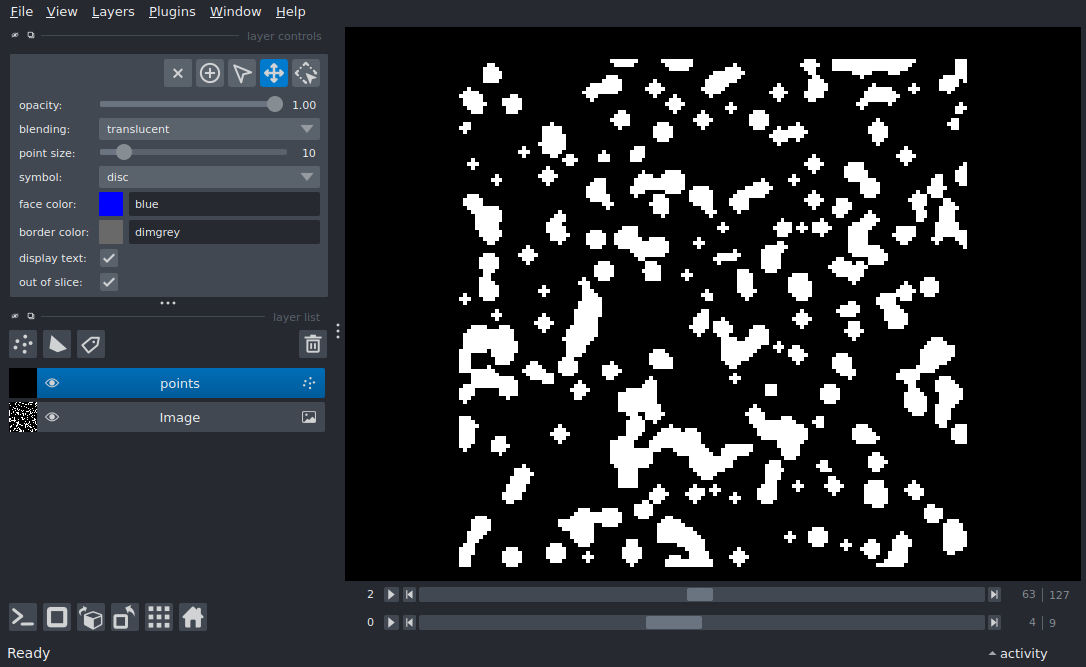 File View Layers Plugins Window Help
layer controls
opacity: 1.00
blending: translucent
point size: 10
symbol: disc
face color: blue
border color: dimgrey
display text:
out of slice:
layer list
points
Image
2 63 127
0 4 9
Ready activity